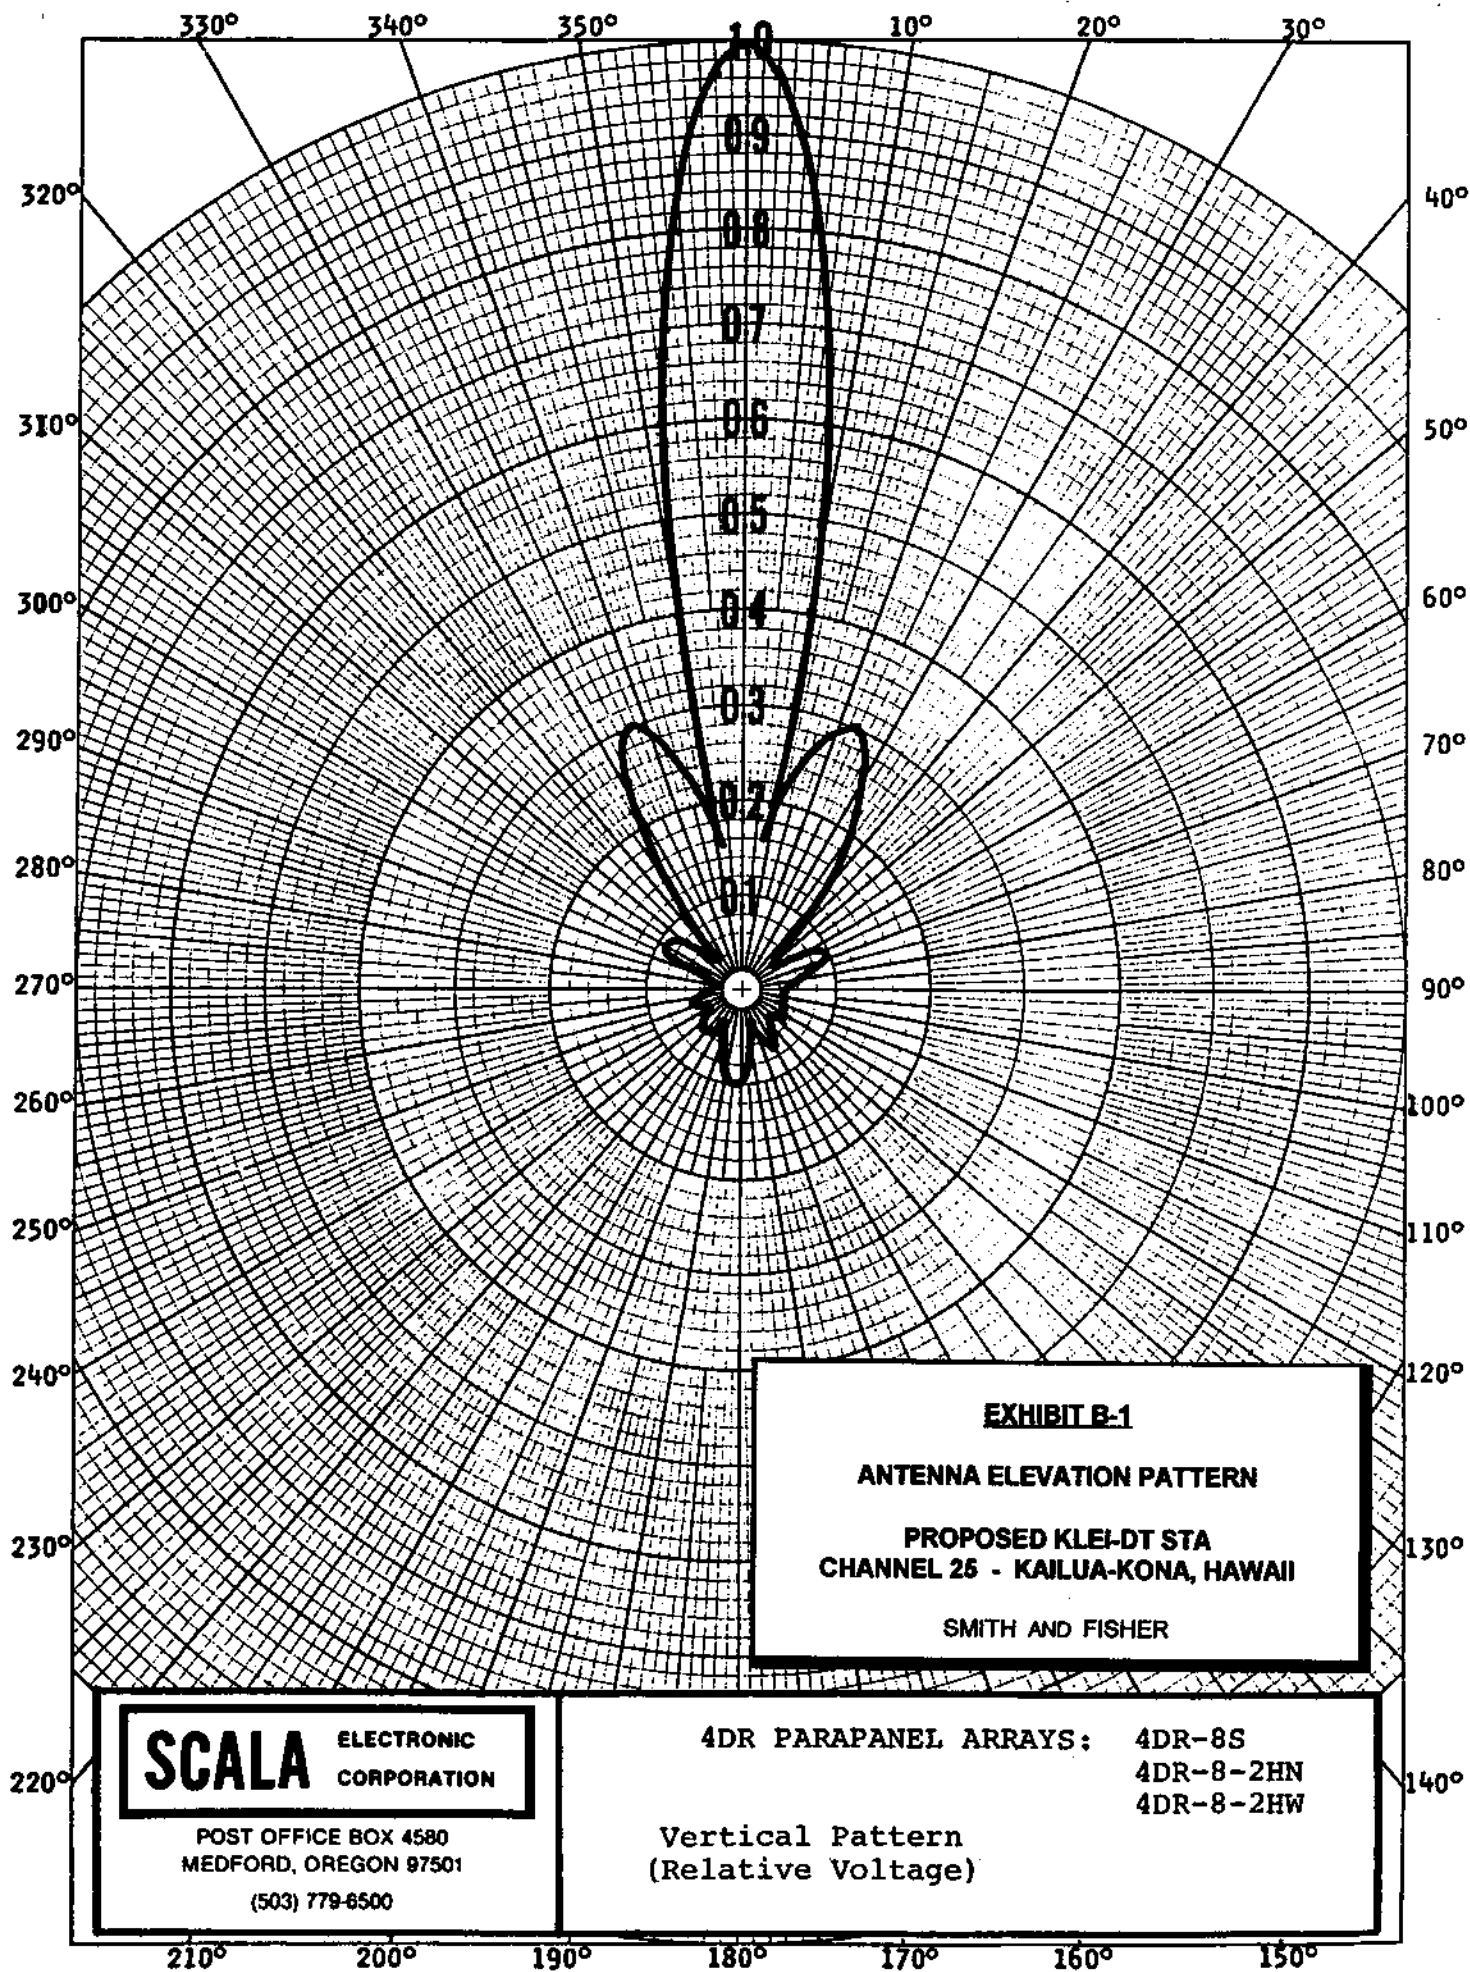 330° 340° 350° 10° 20° 30°
1.0
0.9
0.8
0.7
0.6
0.5
0.4
0.3
0.2
0.1
320°
310°
300°
290°
280°
270°
260°
250°
240°
230°
220°
40°
50°
60°
70°
80°
90°
100°
110°
120°
130°
140°
EXHIBIT B-1
ANTENNA ELEVATION PATTERN
PROPOSED KLEI-DT STA
CHANNEL 25 - KAILUA-KONA, HAWAII
SMITH AND FISHER
SCALA ELECTRONIC
CORPORATION
POST OFFICE BOX 4580
MEDFORD, OREGON 97501
(503) 779-6500
4DR PARAPANEL ARRAYS: 4DR-8S
4DR-8-2HN
4DR-8-2HW
Vertical Pattern
(Relative Voltage)
210° 200° 190° 180° 170° 160° 150°